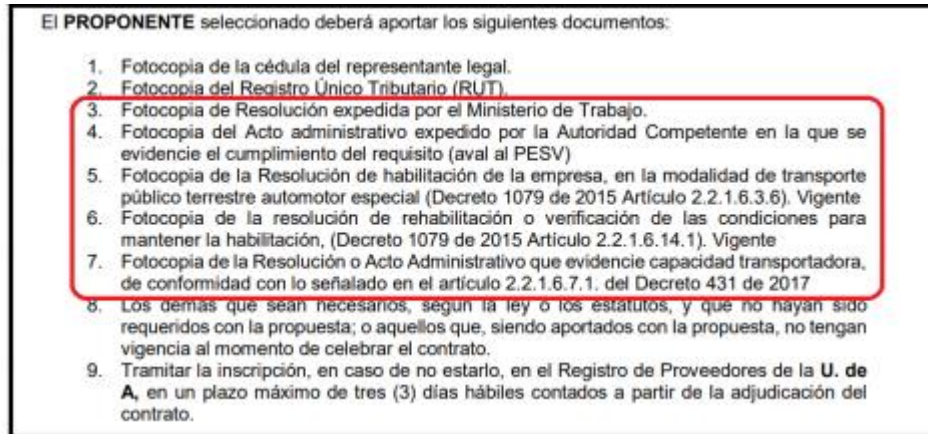 El PROPONENTE seleccionado deberá aportar los siguientes documentos:
1. Fotocopia de la cédula del representante legal.
2. Fotocopia del Registro Único Tributario (RUT).
3. Fotocopia de Resolución expedida por el Ministerio de Trabajo.
4. Fotocopia del Acto administrativo expedido por la Autoridad Competente en la que se
evidencie el cumplimiento del requisito (aval al PESV)
5. Fotocopia de la Resolución de habilitación de la empresa, en la modalidad de transporte
público terrestre automotor especial (Decreto 1079 de 2015 Artículo 2.2.1.6.3.6). Vigente
6. Fotocopia de la resolución de rehabilitación o verificación de las condiciones para
mantener la habilitación, (Decreto 1079 de 2015 Artículo 2.2.1.6.14.1). Vigente
7. Fotocopia de la Resolución o Acto Administrativo que evidencie capacidad transportadora,
de conformidad con lo señalado en el artículo 2.2.1.6.7.1. del Decreto 431 de 2017
8. Los demás que sean necesarios, según la ley o los estatutos, y que no hayan sido
requeridos con la propuesta; o aquellos que, siendo aportados con la propuesta, no tengan
vigencia al momento de celebrar el contrato.
9. Tramitar la inscripción, en caso de no estarlo, en el Registro de Proveedores de la U. de
A, en un plazo máximo de tres (3) días hábiles contados a partir de la adjudicación del
contrato.